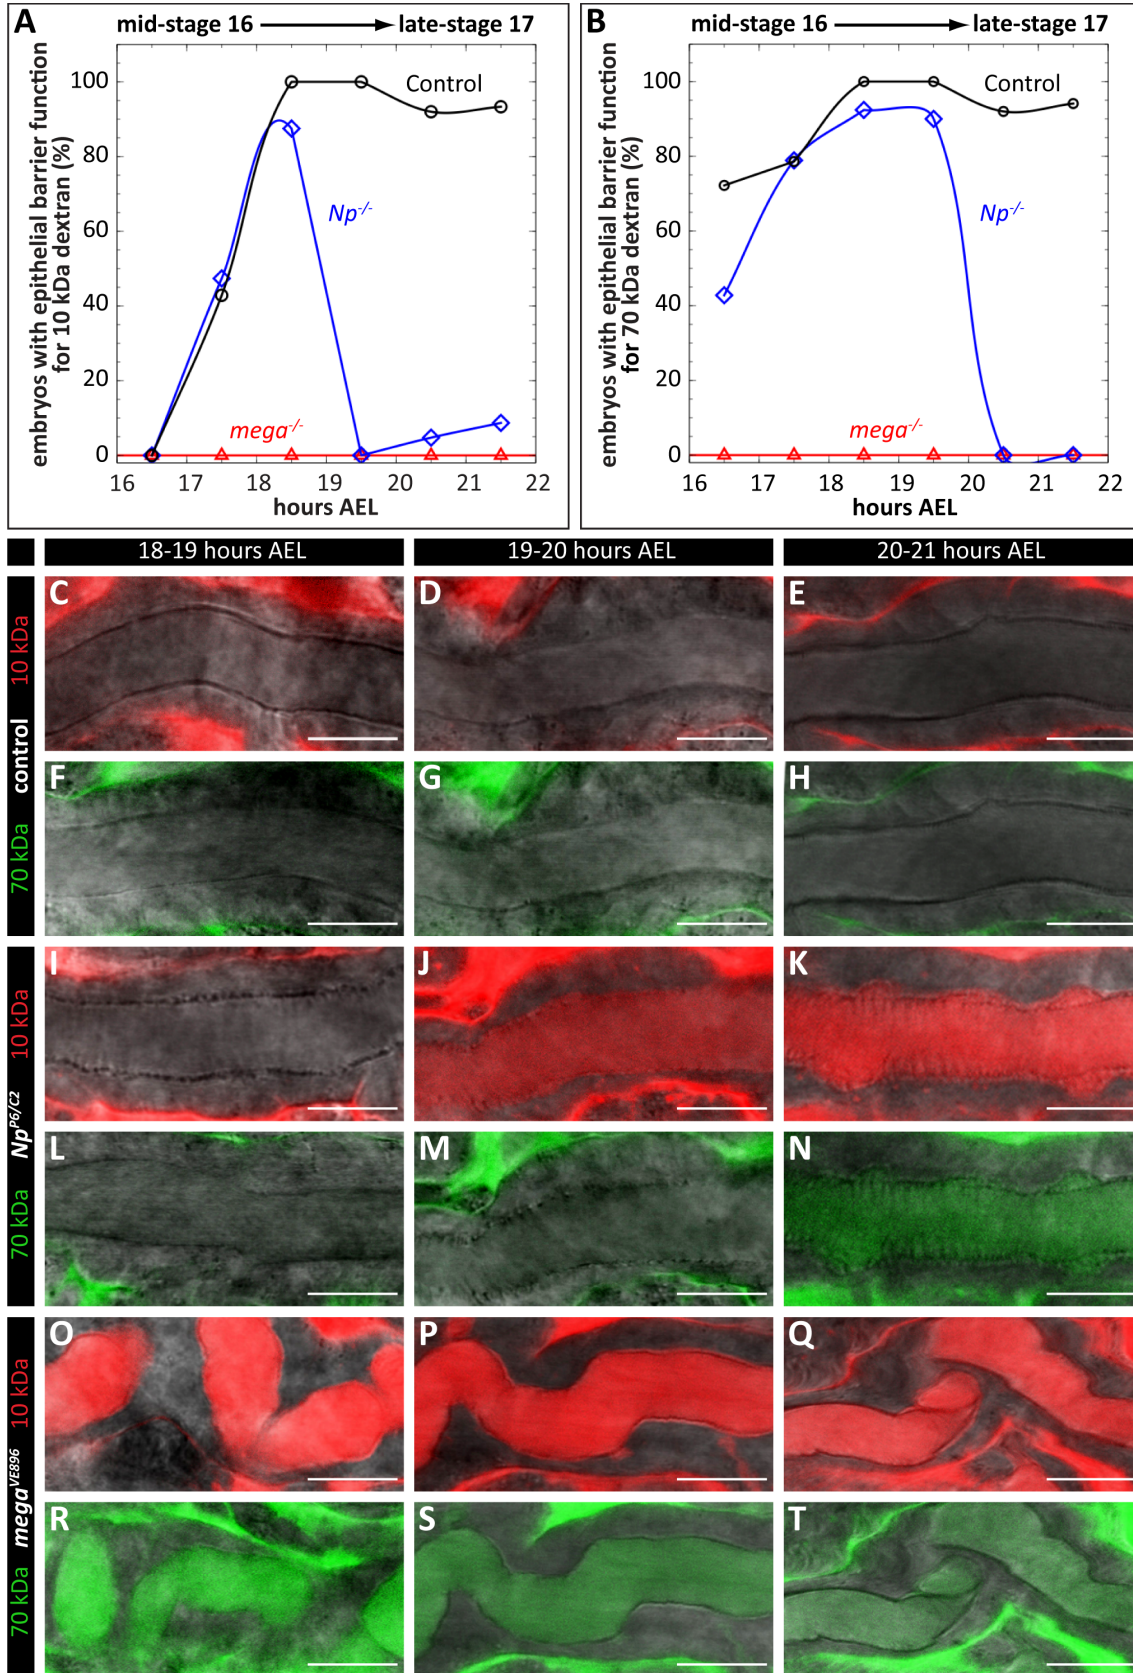 A
mid-stage 16
late-stage 17
embryos with epithelial barrier function
for 10 kDa dextran (%)
100
80
60
40
20
0
Control
Np-/-
mega-/-
16 17 18 19 20 21 22
hours AEL
B
mid-stage 16
late-stage 17
embryos with epithelial barrier function
for 70 kDa dextran (%)
100
80
60
40
20
0
Control
Np-/-
mega-/-
16 17 18 19 20 21 22
hours AEL
18-19 hours AEL
19-20 hours AEL
20-21 hours AEL
control
10 kDa
C
D
E
70 kDa
F
G
H
NpP6/C2
10 kDa
I
J
K
70 kDa
L
M
N
megaVE896
10 kDa
O
P
Q
70 kDa
R
S
T